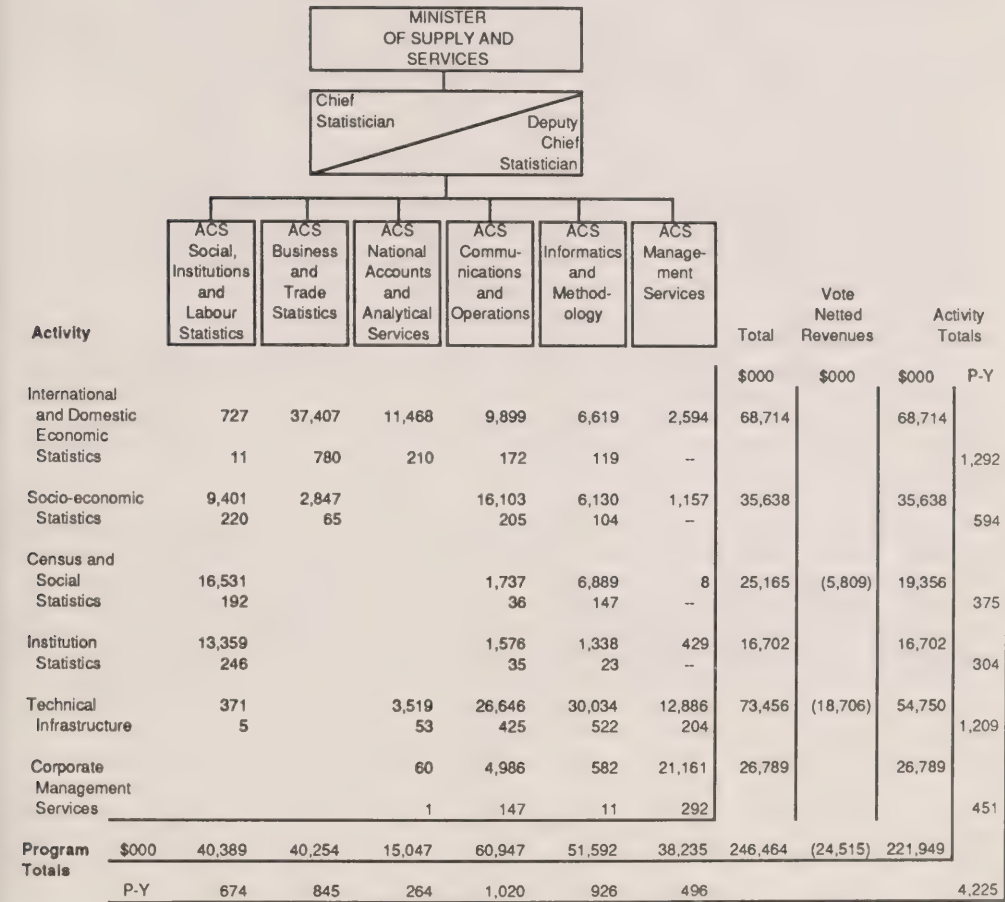 MINISTER
OF SUPPLY AND
SERVICES
Chief
Statistician
Deputy
Chief
Statistician
ACS ACS ACS ACS ACS ACS
Social, Business National Commu- Informatics Manage-
Institutions and Accounts nications and ment
and Trade and and Method- Services
Labour Statistics Analytical Operations ology
Statistics Services
Vote
Netted Activity
Activity Total Revenues Totals
$000 $000 $000 P-Y
International
and Domestic 727 37,407 11,468 9,899 6,619 2,594 68,714 68,714
Economic
Statistics 11 780 210 172 119 -- 1,292
Socio-economic 9,401 2,847 16,103 6,130 1,157 35,638 35,638
Statistics 220 65 205 104 -- 594
Census and
Social 16,531 1,737 6,889 8 25,165 (5,809) 19,356
Statistics 192 36 147 -- 375
Institution 13,359 1,576 1,338 429 16,702 16,702
Statistics 246 35 23 -- 304
Technical 371 3,519 26,646 30,034 12,886 73,456 (18,706) 54,750
Infrastructure 5 53 425 522 204 1,209
Corporate 60 4,986 582 21,161 26,789 26,789
Management
Services 1 147 11 292 451
Program $000 40,389 40,254 15,047 60,947 51,592 38,235 246,464 (24,515) 221,949
Totals
P-Y 674 845 264 1,020 926 496 4,225